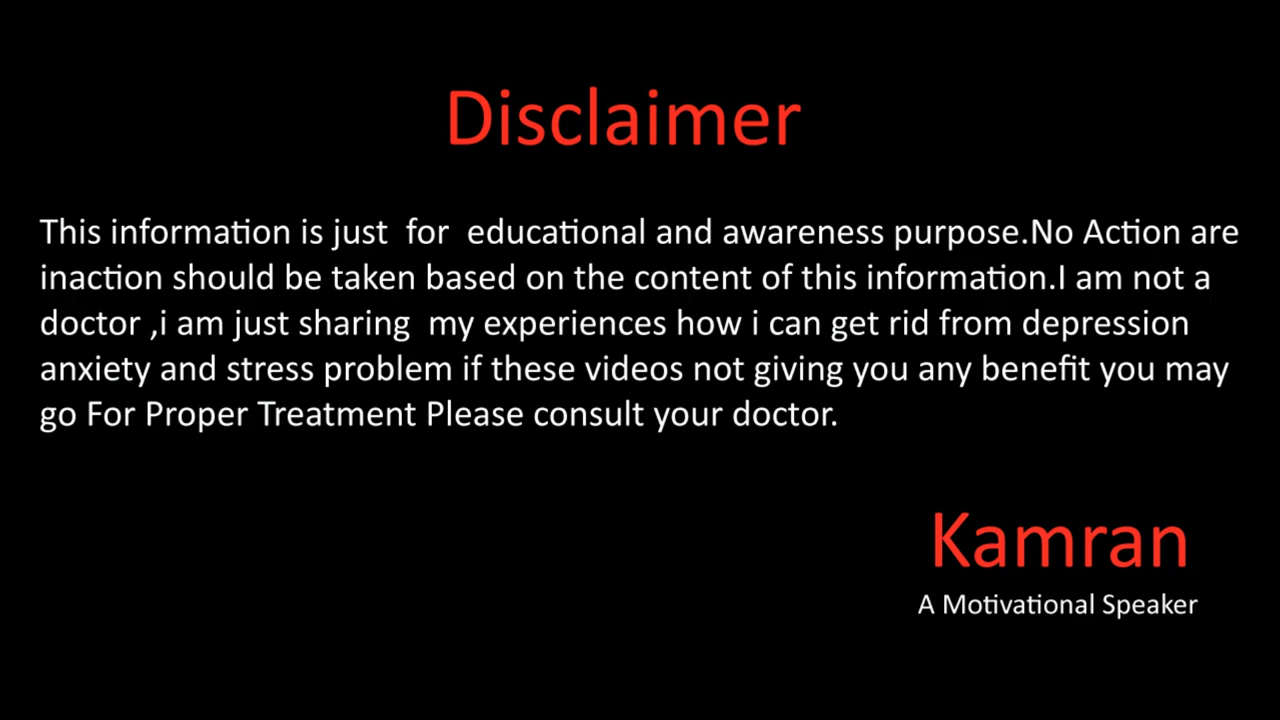 Disclaimer
This information is just  for  educational and awareness purpose.No Action are
inaction should be taken based on the content of this information.I am not a
doctor ,i am just sharing  my experiences how i can get rid from depression
anxiety and stress problem if these videos not giving you any benefit you may
go For Proper Treatment Please consult your doctor.
Kamran
A Motivational Speaker